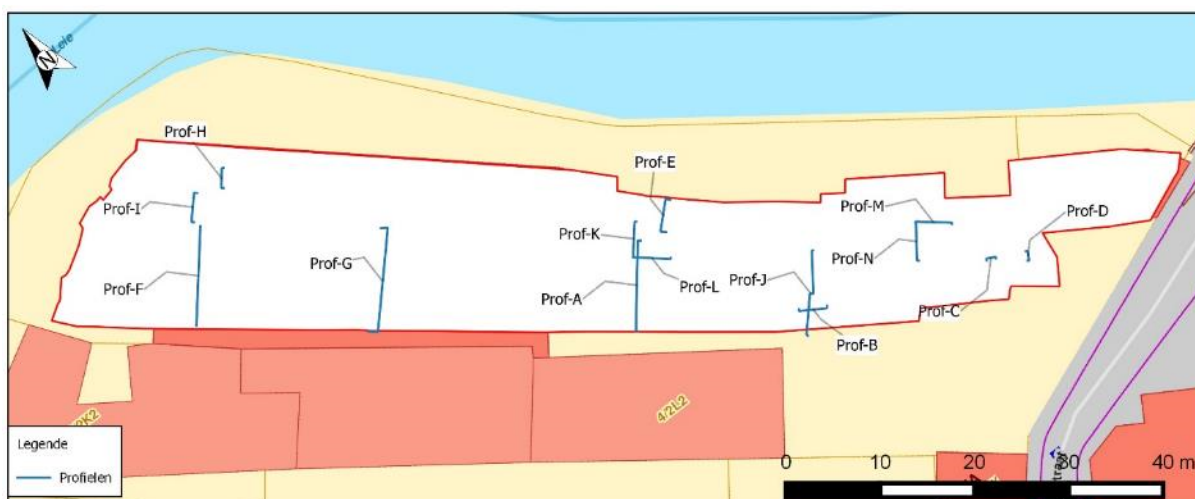 Leie
N
Prof-H
Prof-E
Prof-I
Prof-K
Prof-M
Prof-D
Prof-G
Prof-F
Prof-A
Prof-L
Prof-J
Prof-N
Prof-C
Prof-B
4/2L2
Legende
Profielen
0 10 20 30 40 m